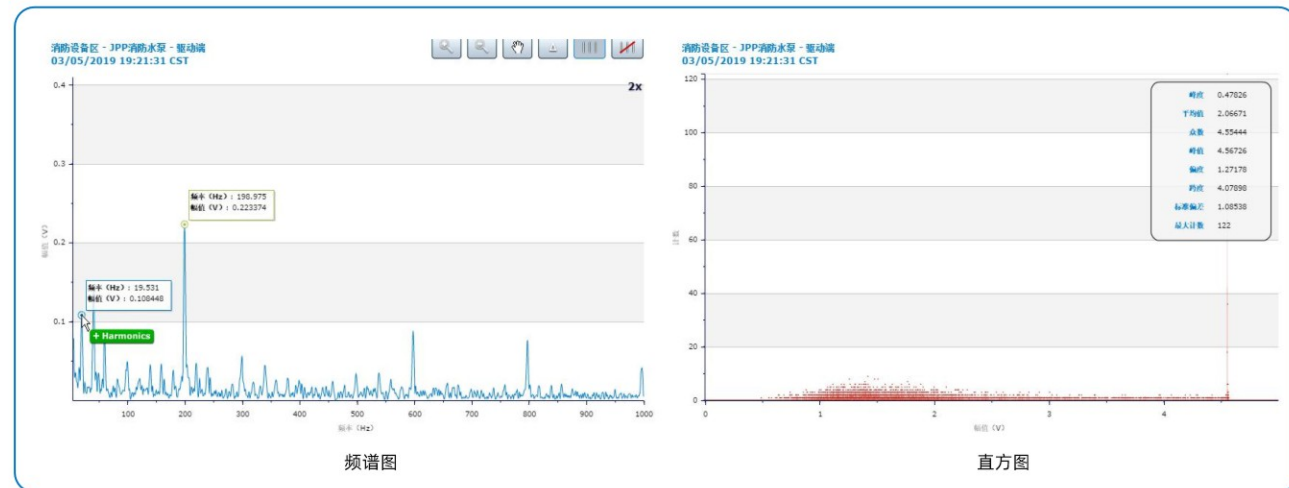 消防设备区 - JPP消防水泵 - 驱动端
03/05/2019 19:21:31 CST
2x
0.4
0.3
0.2
0.1
幅值 (V)
频率 (Hz) : 198.975
幅值 (V) : 0.223374
频率 (Hz) : 19.531
幅值 (V) : 0.108448
+ Harmonics
100 200 300 400 500 600 700 800 900 1000
频率 (Hz)
频谱图
消防设备区 - JPP消防水泵 - 驱动端
03/05/2019 19:21:31 CST
120
100
80
60
40
20
0
计数
峰度 0.47826
平均值 2.06671
众数 4.55444
峰值 4.56726
偏度 1.27178
跨度 4.07898
标准偏差 1.08538
最大计数 122
0 1 2 3 4
幅值 (V)
直方图